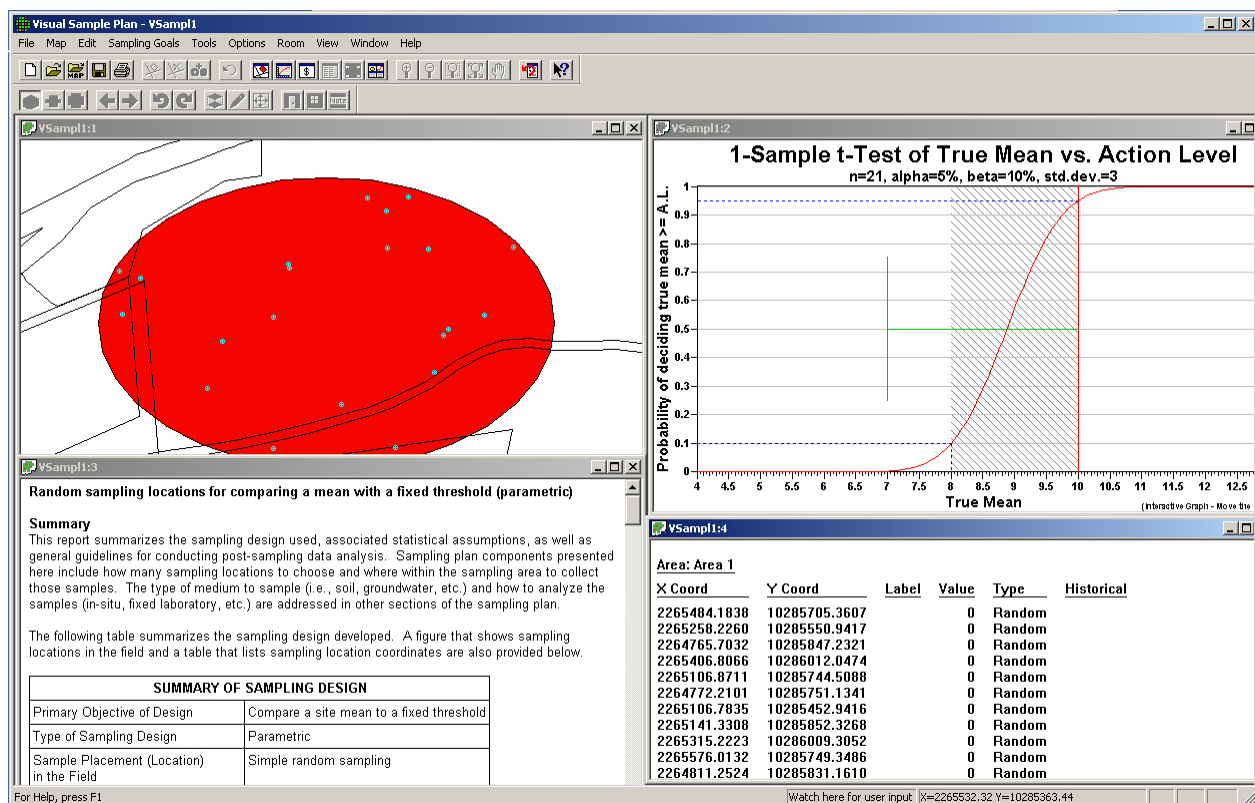 Visual Sample Plan - VSampl1
File Map Edit Sampling Goals Tools Options Room View Window Help
MAP
$
Note
VSampl1:1
VSampl1:2
1-Sample t-Test of True Mean vs. Action Level
n=21, alpha=5%, beta=10%, std.dev.=3
Probability of deciding true mean >= A.L.
1
0.9
0.8
0.7
0.6
0.5
0.4
0.3
0.2
0.1
0
4 4.5 5 5.5 6 6.5 7 7.5 8 8.5 9 9.5 10 10.5 11 11.5 12 12.5
True Mean
(Interactive Graph - Move the
VSampl1:3
Random sampling locations for comparing a mean with a fixed threshold (parametric)
Summary
This report summarizes the sampling design used, associated statistical assumptions, as well as
general guidelines for conducting post-sampling data analysis. Sampling plan components presented
here include how many sampling locations to choose and where within the sampling area to collect
those samples. The type of medium to sample (i.e., soil, groundwater, etc.) and how to analyze the
samples (in-situ, fixed laboratory, etc.) are addressed in other sections of the sampling plan.
The following table summarizes the sampling design developed. A figure that shows sampling
locations in the field and a table that lists sampling location coordinates are also provided below.
SUMMARY OF SAMPLING DESIGN
Primary Objective of Design Compare a site mean to a fixed threshold
Type of Sampling Design Parametric
Sample Placement (Location) Simple random sampling
in the Field
VSampl1:4
Area: Area 1
X Coord Y Coord Label Value Type Historical
2265484.1838 10285705.3607 0 Random
2265258.2260 10285550.9417 0 Random
2264765.7032 10285847.2321 0 Random
2265406.8066 10286012.0474 0 Random
2265106.8711 10285744.5088 0 Random
2264772.2101 10285751.1341 0 Random
2265106.7835 10285452.9416 0 Random
2265141.3308 10285852.3268 0 Random
2265315.2223 10286009.3052 0 Random
2265576.0132 10285749.3486 0 Random
2264811.2524 10285831.1610 0 Random
For Help, press F1
Watch here for user input X=2265532.32 Y=10285363.44